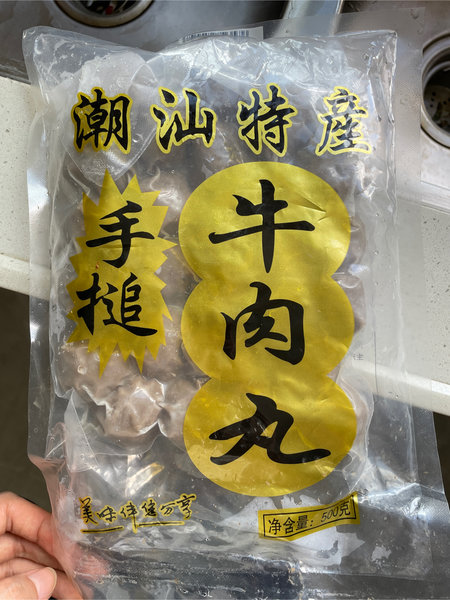 潮汕特産
手搥
牛肉丸
美味伴您分享
净含量：500克